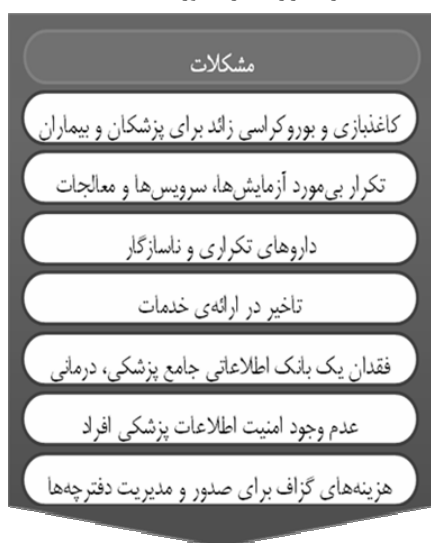 مشکلات
کاغذبازی و بوروکراسی زائد برای پزشکان و بیماران
تکرار بی‌مورد آزمایش‌ها، سرویس‌ها و معالجات
داروهای تکراری و ناسازگار
تاخیر در ارائه‌ی خدمات
فقدان یک بانک اطلاعاتی جامع پزشکی، درمانی
عدم وجود امنیت اطلاعات پزشکی افراد
هزینه‌های گزاف برای صدور و مدیریت دفترچه‌ها